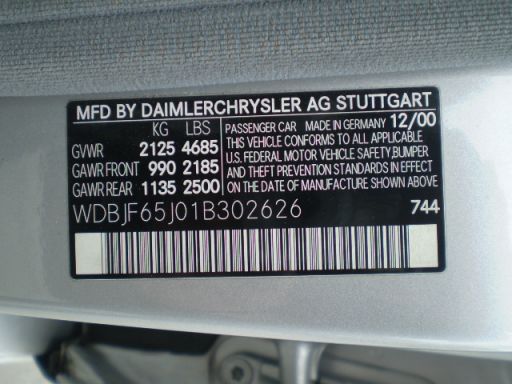 MFD BY DAIMLERCHRYSLER AG STUTTGART
KG LBS
GVWR 2125 4685
GAWR FRONT 990 2185
GAWR REAR 1135 2500
PASSENGER CAR MADE IN GERMANY 12/00
THIS VEHICLE CONFORMS TO ALL APPLICABLE
U.S. FEDERAL MOTOR VEHICLE SAFETY, BUMPER
AND THEFT PREVENTION STANDARDS IN EFFECT
ON THE DATE OF MANUFACTURE SHOWN ABOVE
WDBJF65J01B302626 744